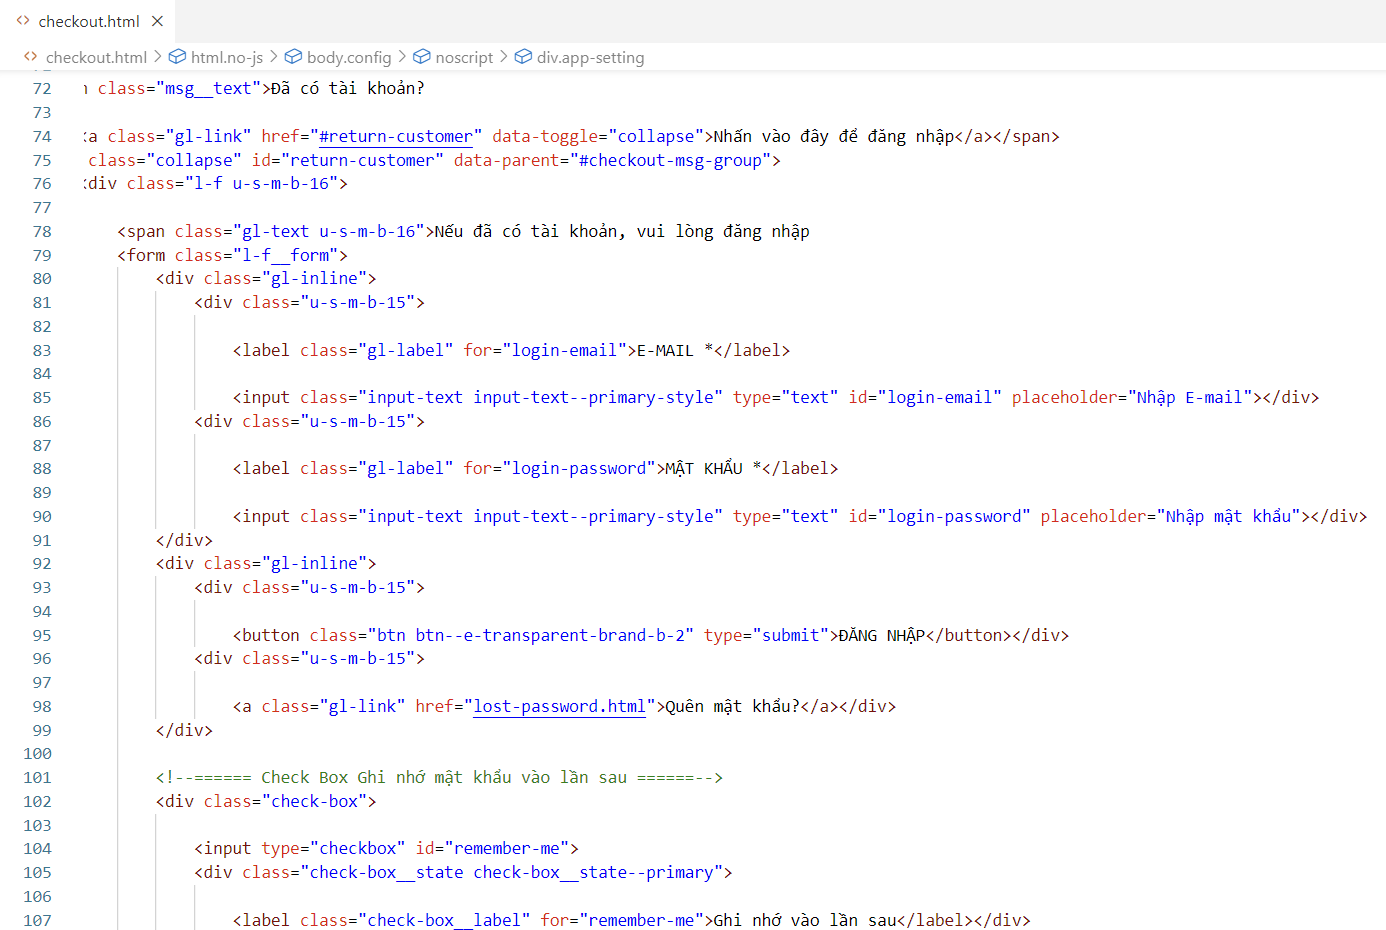 checkout.html
checkout.html > html.no-js > body.config > noscript > div.app-setting
72 class="msg__text">Đã có tài khoản?
73
74 <a class="gl-link" href="#return-customer" data-toggle="collapse">Nhấn vào đây để đăng nhập</a></span>
75 class="collapse" id="return-customer" data-parent="#checkout-msg-group">
76 <div class="l-f u-s-m-b-16">
77
78 <span class="gl-text u-s-m-b-16">Nếu đã có tài khoản, vui lòng đăng nhập
79 <form class="l-f__form">
80 <div class="gl-inline">
81 <div class="u-s-m-b-15">
82
83 <label class="gl-label" for="login-email">E-MAIL *</label>
84
85 <input class="input-text input-text--primary-style" type="text" id="login-email" placeholder="Nhập E-mail"></div>
86 <div class="u-s-m-b-15">
87
88 <label class="gl-label" for="login-password">MẬT KHẨU *</label>
89
90 <input class="input-text input-text--primary-style" type="text" id="login-password" placeholder="Nhập mật khẩu"></div>
91 </div>
92 <div class="gl-inline">
93 <div class="u-s-m-b-15">
94
95 <button class="btn btn--e-transparent-brand-b-2" type="submit">ĐĂNG NHẬP</button></div>
96 <div class="u-s-m-b-15">
97
98 <a class="gl-link" href="lost-password.html">Quên mật khẩu?</a></div>
99 </div>
100
101 <!--====== Check Box Ghi nhớ mật khẩu vào lần sau ======-->
102 <div class="check-box">
103
104 <input type="checkbox" id="remember-me">
105 <div class="check-box__state check-box__state--primary">
106
107 <label class="check-box__label" for="remember-me">Ghi nhớ vào lần sau</label></div>